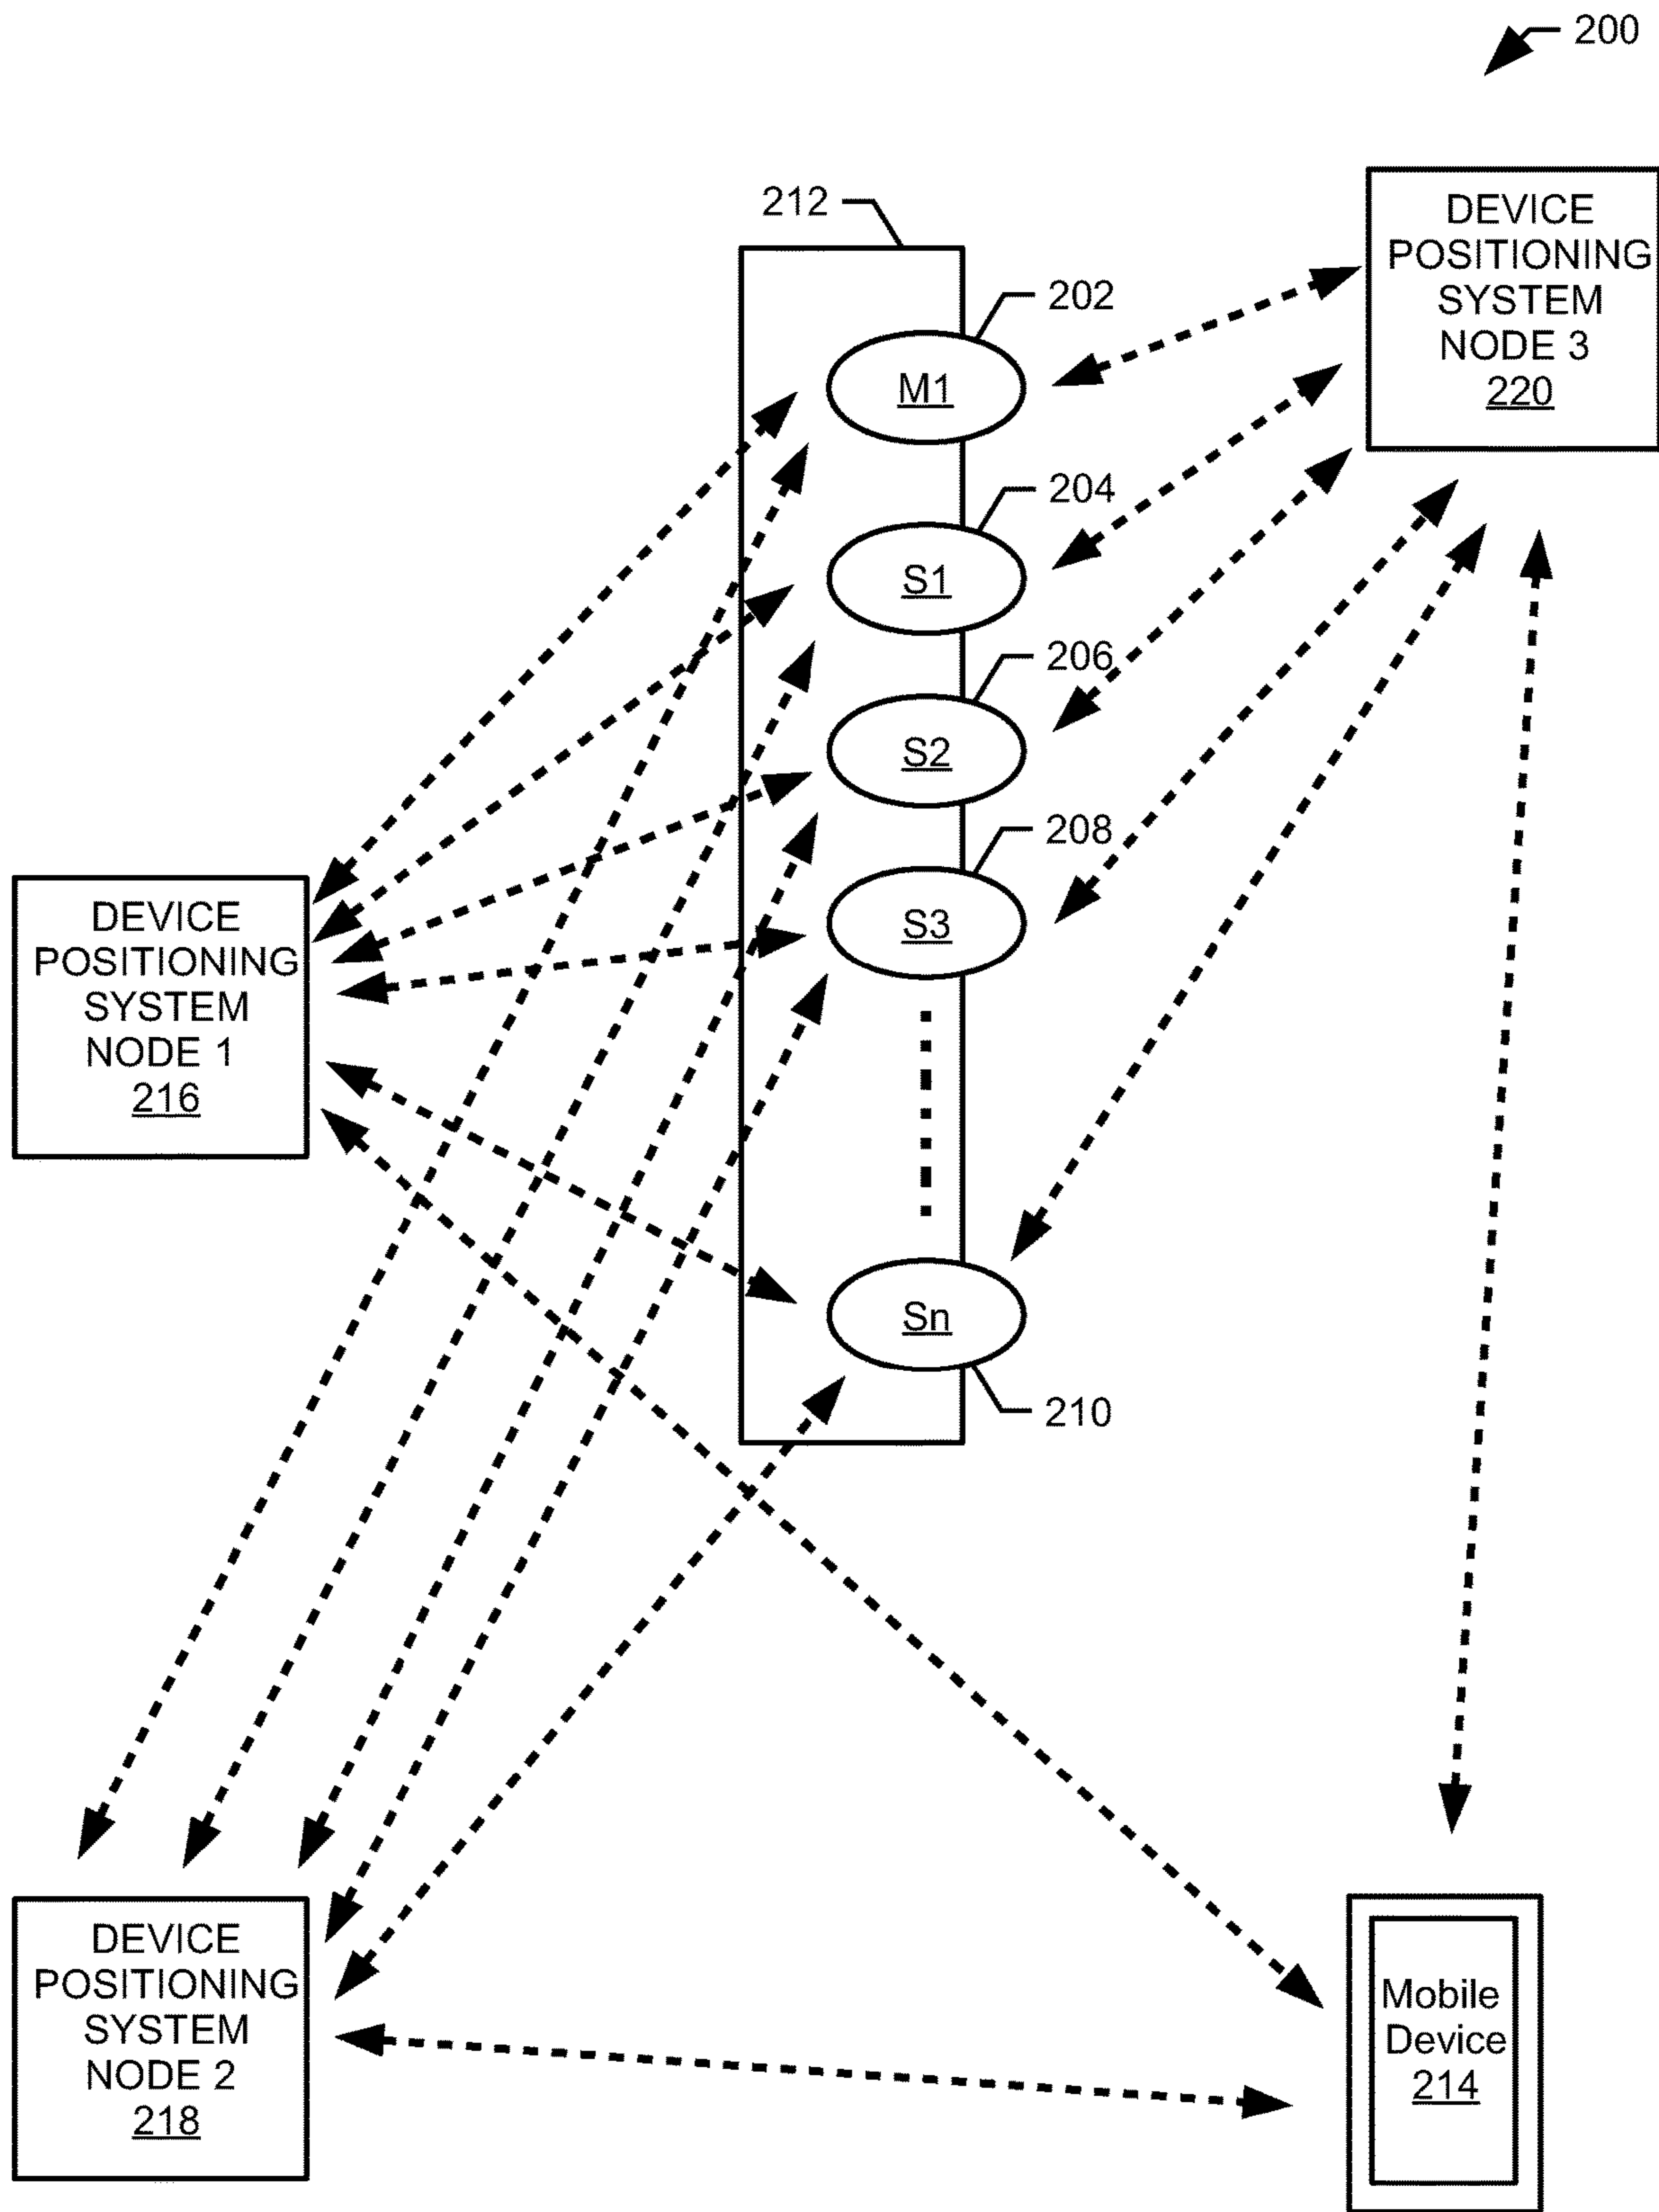 200
212
DEVICE
POSITIONING
SYSTEM
NODE 3
220
202
M1
204
S1
206
S2
208
S3
DEVICE
POSITIONING
SYSTEM
NODE 1
216
Sn
210
DEVICE
POSITIONING
SYSTEM
NODE 2
218
Mobile
Device
214